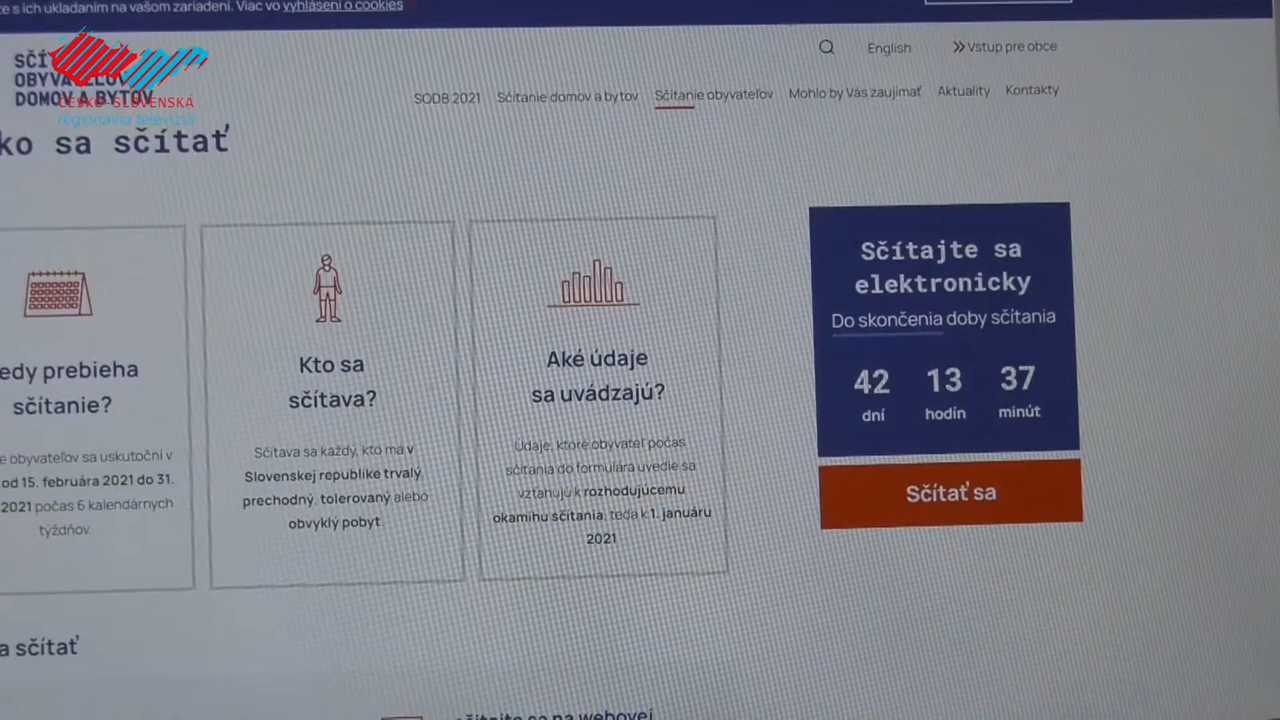 s ich ukladaním na vašom zariadení. Viac vo vyhlásení o cookies
English
Vstup pre obce
DOMOV A BYTOV
ČESKO-SLOVENSKÁ
regionálna televízia
SODB 2021
Sčítanie domov a bytov
Sčítanie obyvateľov
Mohlo by Vás zaujímať
Aktuality
Kontakty
ko sa sčítať
edy prebieha
sčítanie?
e obyvateľov sa uskutoční v
od 15. februára 2021 do 31.
2021 počas 6 kalendárnych
týždňov.
Kto sa
sčítava?
Sčítava sa každý, kto má v
Slovenskej republike trvalý,
prechodný, tolerovaný alebo
obvyklý pobyt.
Aké údaje
sa uvádzajú?
Údaje, ktoré obyvateľ počas
sčítania do formulára uvedie sa
vzťahujú k rozhodujúcemu
okamihu sčítania, teda k 1. januáru
2021
Sčítajte sa
elektronicky
Do skončenia doby sčítania
42 13 37
dní hodín minút
Sčítať sa
a sčítať